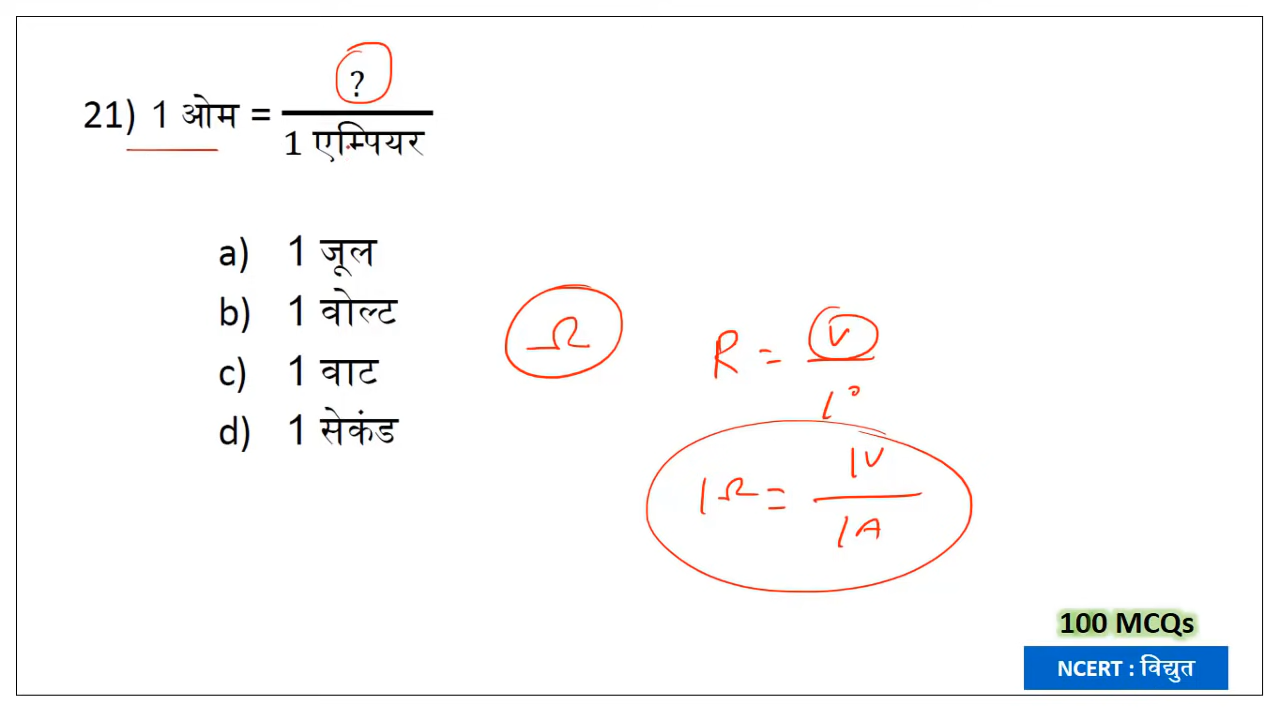 ?
21) 1 ओम =
1 एम्पियर
a) 1 जूल
b) 1 वोल्ट
c) 1 वाट
d) 1 सेकंड
Ω
R = V
i
1Ω = 1V
1A
100 MCQs
NCERT : विद्युत